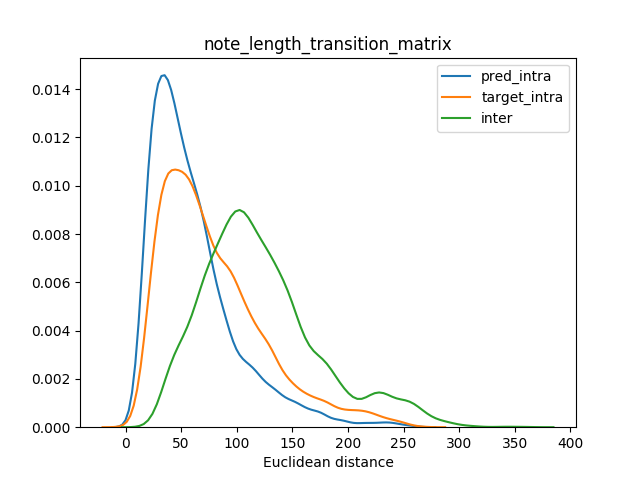 note_length_transition_matrix
pred_intra
target_intra
inter
0.014
0.012
0.010
0.008
0.006
0.004
0.002
0.000
0 50 100 150 200 250 300 350 400
Euclidean distance